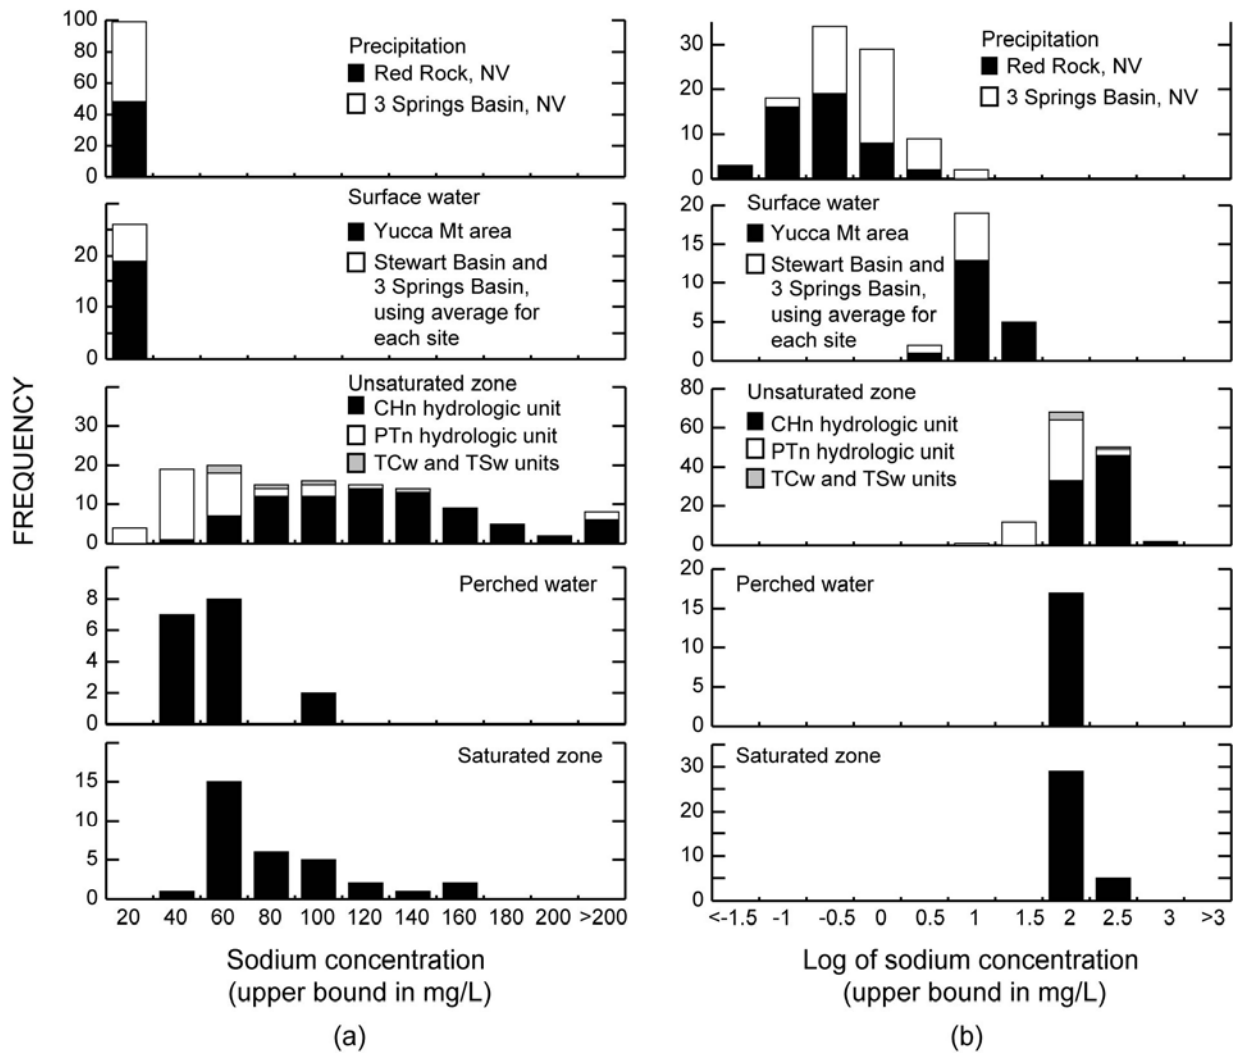 100
80
60
40
20
0
Precipitation
Red Rock, NV
3 Springs Basin, NV
20
10
0
Surface water
Yucca Mt area
Stewart Basin and
3 Springs Basin,
using average for
each site
30
20
10
0
Unsaturated zone
CHn hydrologic unit
PTn hydrologic unit
TCw and TSw units
8
6
4
2
0
Perched water
15
10
5
0
Saturated zone
20 40 60 80 100 120 140 160 180 200 >200
Sodium concentration
(upper bound in mg/L)
(a)
FREQUENCY
30
20
10
0
Precipitation
Red Rock, NV
3 Springs Basin, NV
20
15
10
5
0
Surface water
Yucca Mt area
Stewart Basin and
3 Springs Basin,
using average for
each site
80
60
40
20
0
Unsaturated zone
CHn hydrologic unit
PTn hydrologic unit
TCw and TSw units
20
15
10
5
0
Perched water
30
20
10
0
Saturated zone
<-1.5 -1 -0.5 0 0.5 1 1.5 2 2.5 3 >3
Log of sodium concentration
(upper bound in mg/L)
(b)